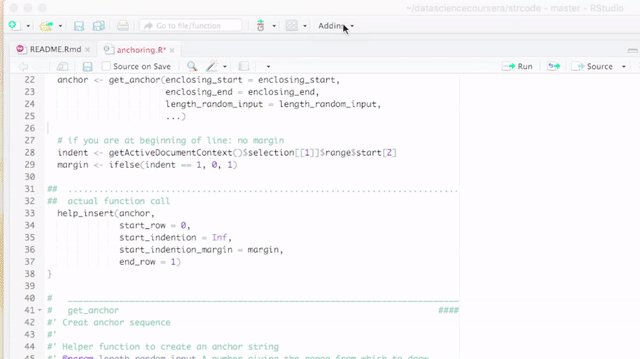 ~/datasciencecoursera/strcode - master - RStudio
Go to file/function
Addins
README.Rmd
anchoring.R*
Source on Save
Run
Source
22 anchor <- get_anchor(enclosing_start = enclosing_start,
23 enclosing_end = enclosing_end,
24 length_random_input = length_random_input,
25 ...)
26
27 # if you are at beginning of line: no margin
28 indent <- getActiveDocumentContext()$selection[[1]]$range$start[2]
29 margin <- ifelse(indent == 1, 0, 1)
30
31 ## ..................................................................
32 ## actual function call
33 help_insert(anchor,
34 start_row = 0,
35 start_indention = Inf,
36 start_indention_margin = margin,
37 end_row = 1)
38 }
39
40 # ____________________________________________________________
41 # get_anchor ####
42 #' Creat anchor sequence
43 #'
44 #' Helper function to create an anchor string
45 #' @param length_random_input A number giving the range from which to draw